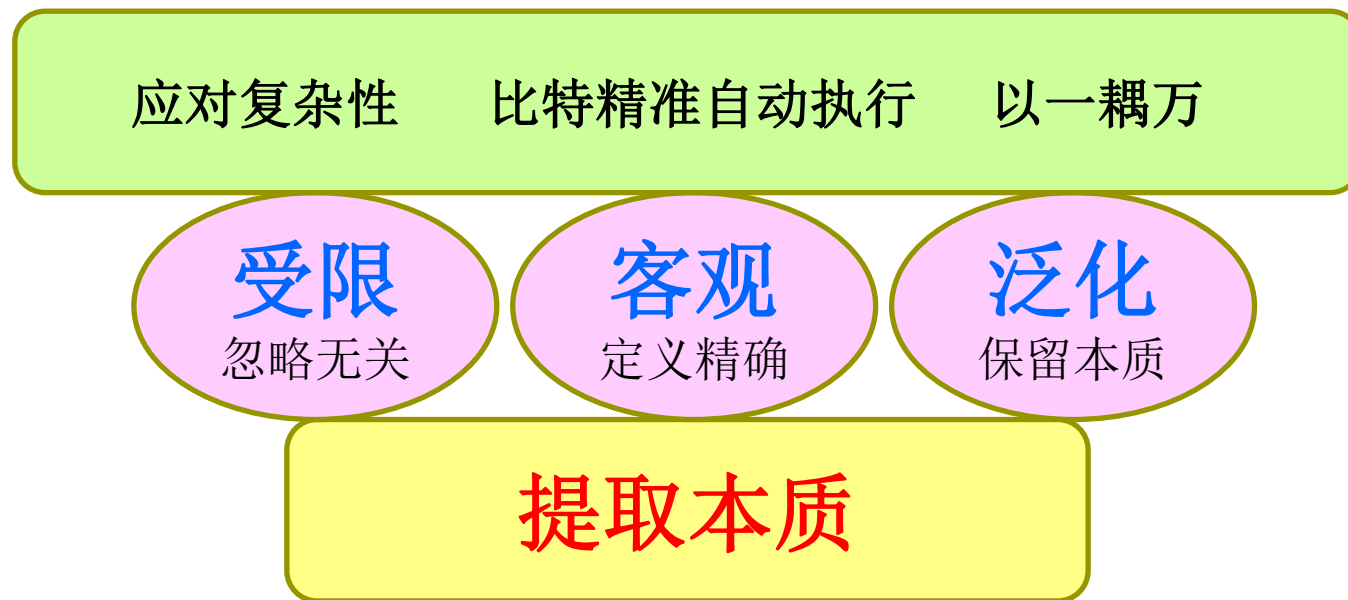 应对复杂性 比特精准自动执行 以一耦万
受限 客观 泛化
忽略无关 定义精确 保留本质
提取本质